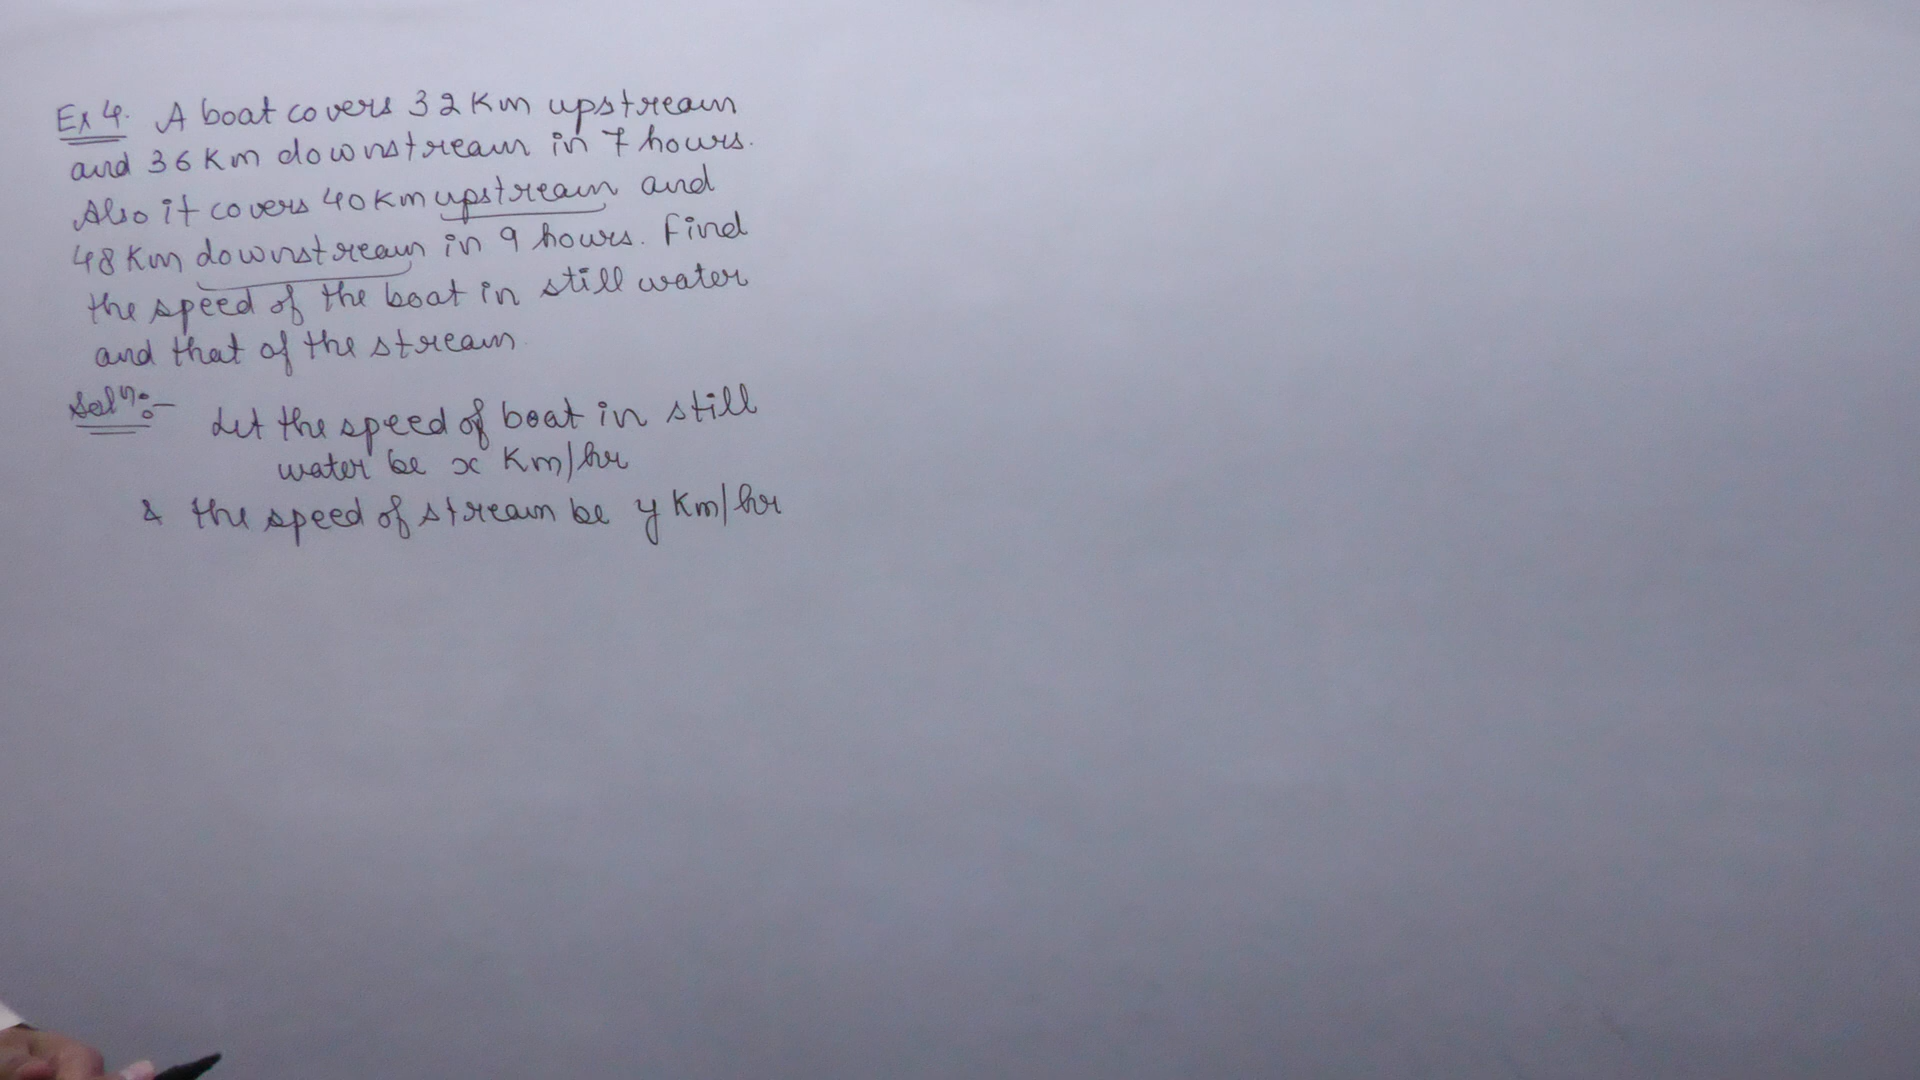 Ex 4. A boat covers 32 Km upstream
and 36 Km downstream in 7 hours.
Also it covers 40 Km upstream and
48 Km downstream in 9 hours. Find
the speed of the boat in still water
and that of the stream
Solⁿ:-
Let the speed of boat in still
water be x Km/hr
& the speed of stream be y Km/hr